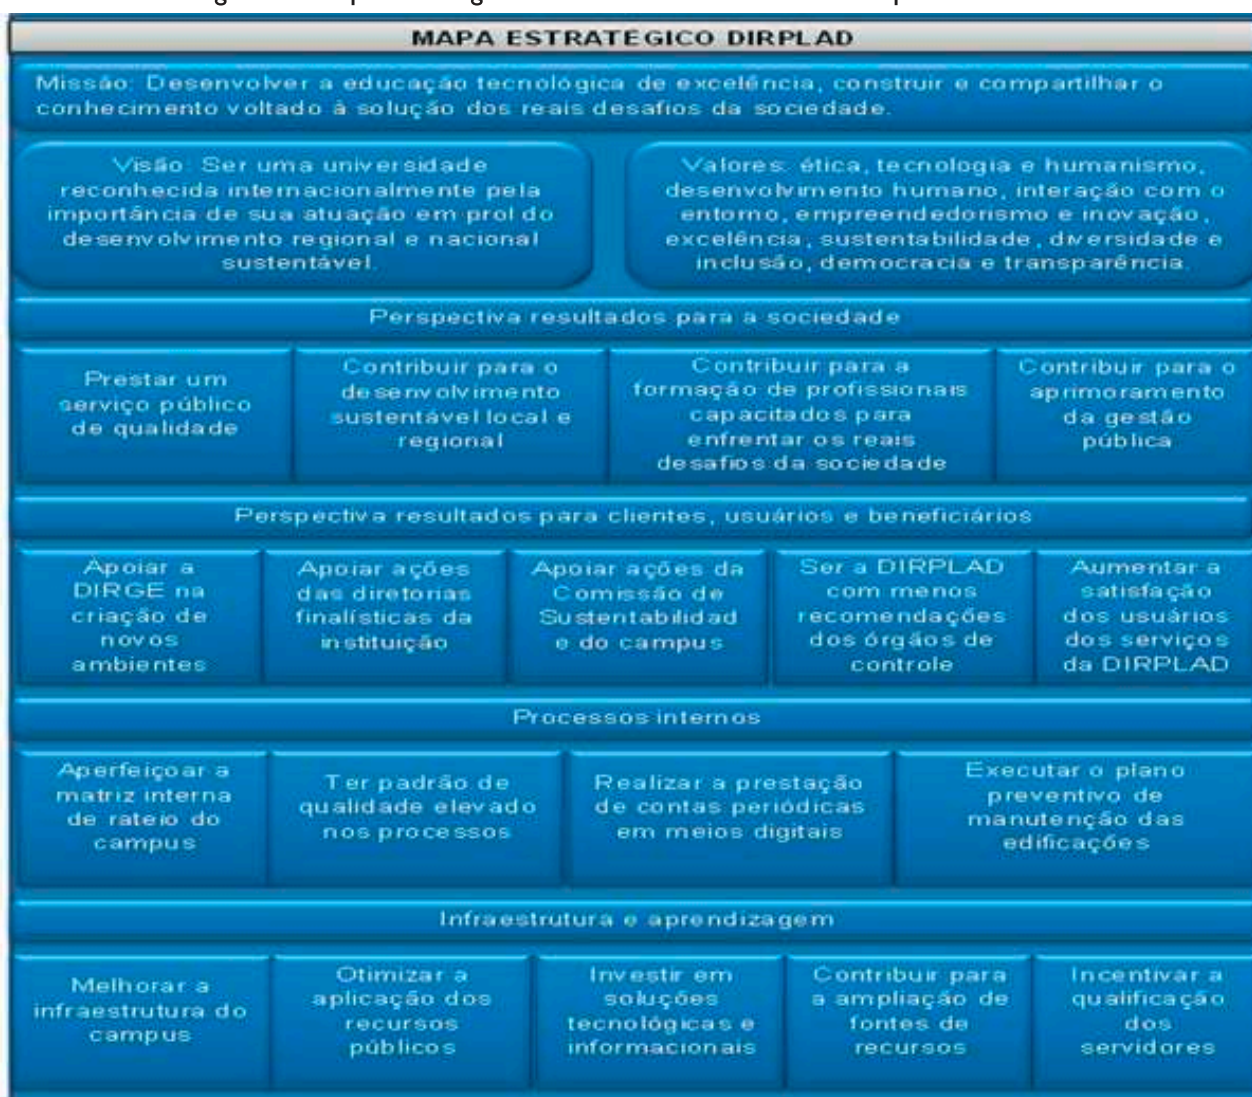 MAPA ESTRATÉGICO DIRPLAD
Missão: Desenvolver a educação tecnológica de excelência, construir e compartilhar o
conhecimento voltado à solução dos reais desafios da sociedade.
Visão: Ser uma universidade
reconhecida internacionalmente pela
importância de sua atuação em prol do
desenvolvimento regional e nacional
sustentável.
Valores: ética, tecnologia e humanismo,
desenvolvimento humano, interação com o
entorno, empreendedorismo e inovação,
excelência, sustentabilidade, diversidade e
inclusão, democracia e transparência.
Perspectiva resultados para a sociedade
Prestar um
serviço público
de qualidade
Contribuir para o
desenvolvimento
sustentável local e
regional
Contribuir para a
formação de profissionais
capacitados para
enfrentar os reais
desafios da sociedade
Contribuir para o
aprimoramento
da gestão
pública
Perspectiva resultados para clientes, usuários e beneficiários
Apoiar a
DIRGE na
criação de
novos
ambientes
Apoiar ações
das diretorias
finalísticas da
instituição
Apoiar ações da
Comissão de
Sustentabilidad
e do campus
Ser a DIRPLAD
com menos
recomendações
dos órgãos de
controle
Aumentar a
satisfação
dos usuários
dos serviços
da DIRPLAD
Processos internos
Aperfeiçoar a
matriz interna
de rateio do
campus
Ter padrão de
qualidade elevado
nos processos
Realizar a prestação
de contas periódicas
em meios digitais
Executar o plano
preventivo de
manutenção das
edificações
Infraestrutura e aprendizagem
Melhorar a
infraestrutura do
campus
Otimizar a
aplicação dos
recursos
públicos
Investir em
soluções
tecnológicas e
informacionais
Contribuir para
a ampliação de
fontes de
recursos
Incentivar a
qualificação
dos
servidores